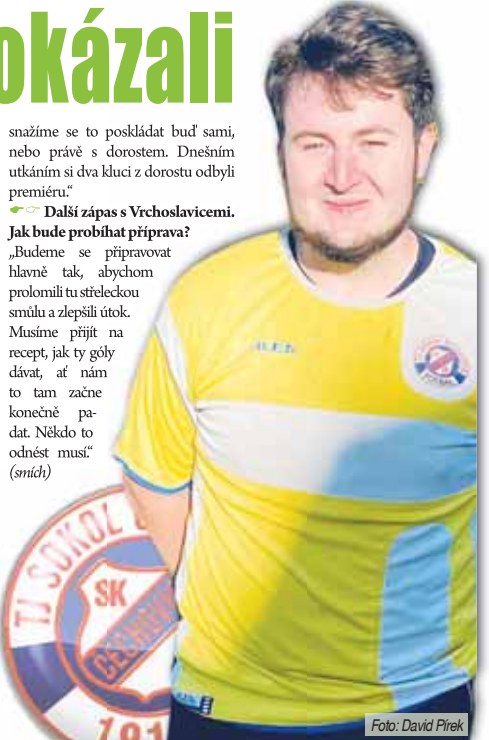 okázali
snažíme se to poskládat buď sami,
nebo právě s dorostem. Dnešním
utkáním si dva kluci z dorostu odbyli
premiéru.“
Další zápas s Vrchoslavicemi.
Jak bude probíhat příprava?
„Budeme se připravovat
hlavně tak, abychom
prolomili tu střeleckou
smůlu a zlepšili útok.
Musíme přijít na
recept, jak ty góly
dávat, ať nám
to tam začne
konečně pa-
dat. Někdo to
odnést musí.“
(smích)
TJ SOKOL
SK
191
Foto: David Pírek